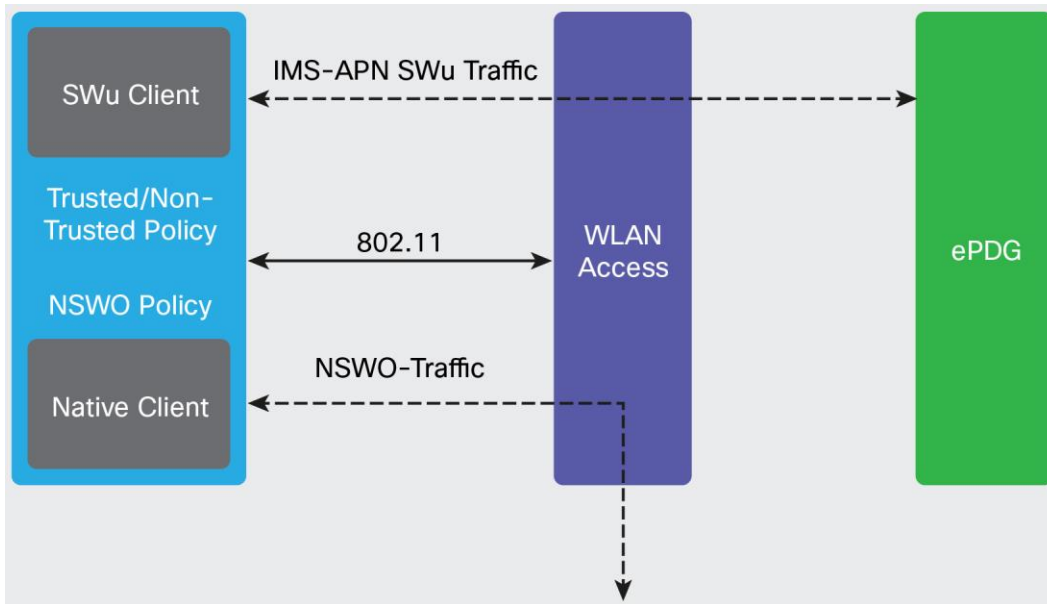 SWu Client
Trusted/Non-
Trusted Policy
NSWO Policy
Native Client
IMS-APN SWu Traffic
802.11
NSWO-Traffic
WLAN
Access
ePDG